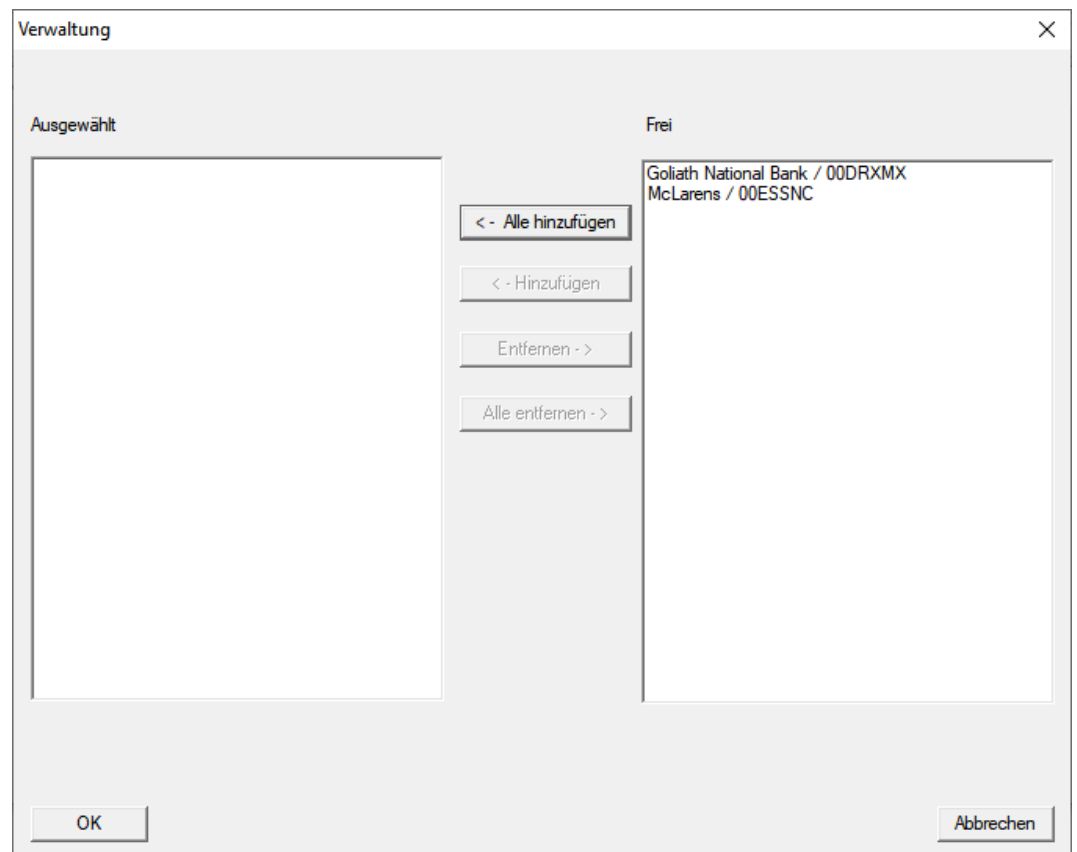 Verwaltung
Ausgewählt
Frei
Goliath National Bank / 00DRXMX
McLarens / 00ESSNC
< - Alle hinzufügen
< - Hinzufügen
Entfernen - >
Alle entfernen - >
OK
Abbrechen